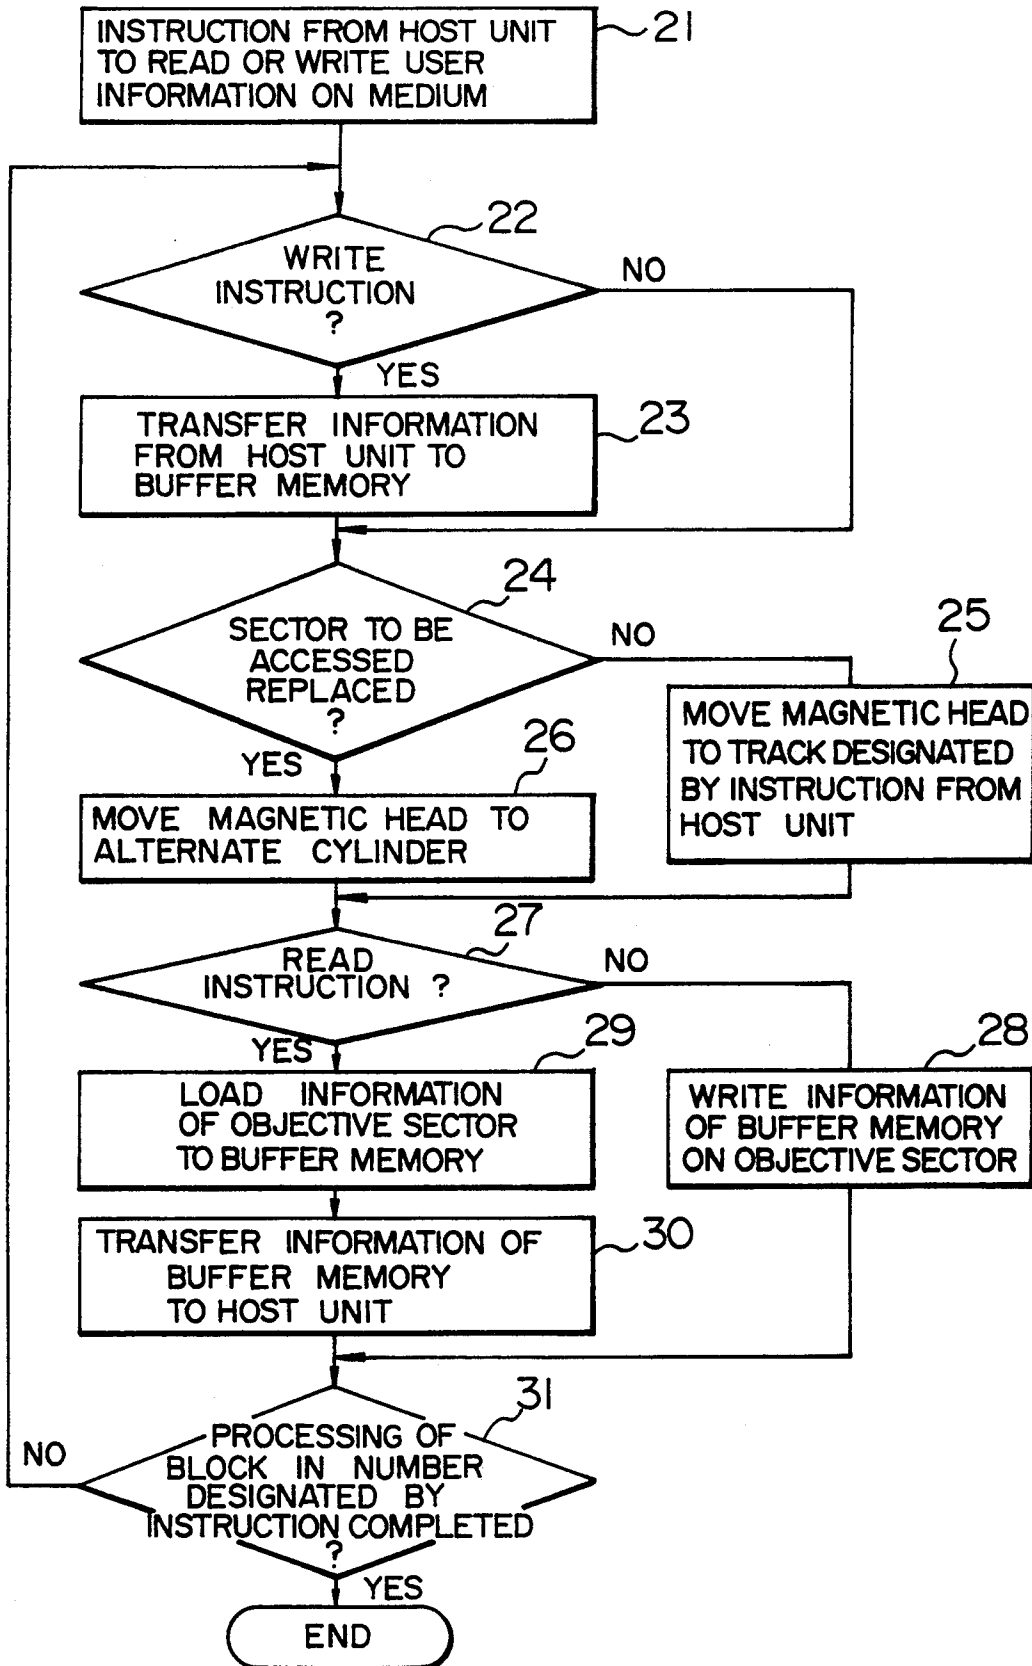 INSTRUCTION FROM HOST UNIT
TO READ OR WRITE USER
INFORMATION ON MEDIUM
21
22
WRITE
INSTRUCTION
?
NO
YES
TRANSFER INFORMATION
FROM HOST UNIT TO
BUFFER MEMORY
23
24
SECTOR TO BE
ACCESSED
REPLACED
?
NO
YES
25
MOVE MAGNETIC HEAD
TO TRACK DESIGNATED
BY INSTRUCTION FROM
HOST UNIT
26
MOVE MAGNETIC HEAD TO
ALTERNATE CYLINDER
27
READ
INSTRUCTION ?
NO
YES
28
WRITE INFORMATION
OF BUFFER MEMORY
ON OBJECTIVE SECTOR
29
LOAD INFORMATION
OF OBJECTIVE SECTOR
TO BUFFER MEMORY
TRANSFER INFORMATION OF
BUFFER MEMORY
TO HOST UNIT
30
31
PROCESSING OF
BLOCK IN NUMBER
DESIGNATED BY
INSTRUCTION COMPLETED
?
NO
YES
END